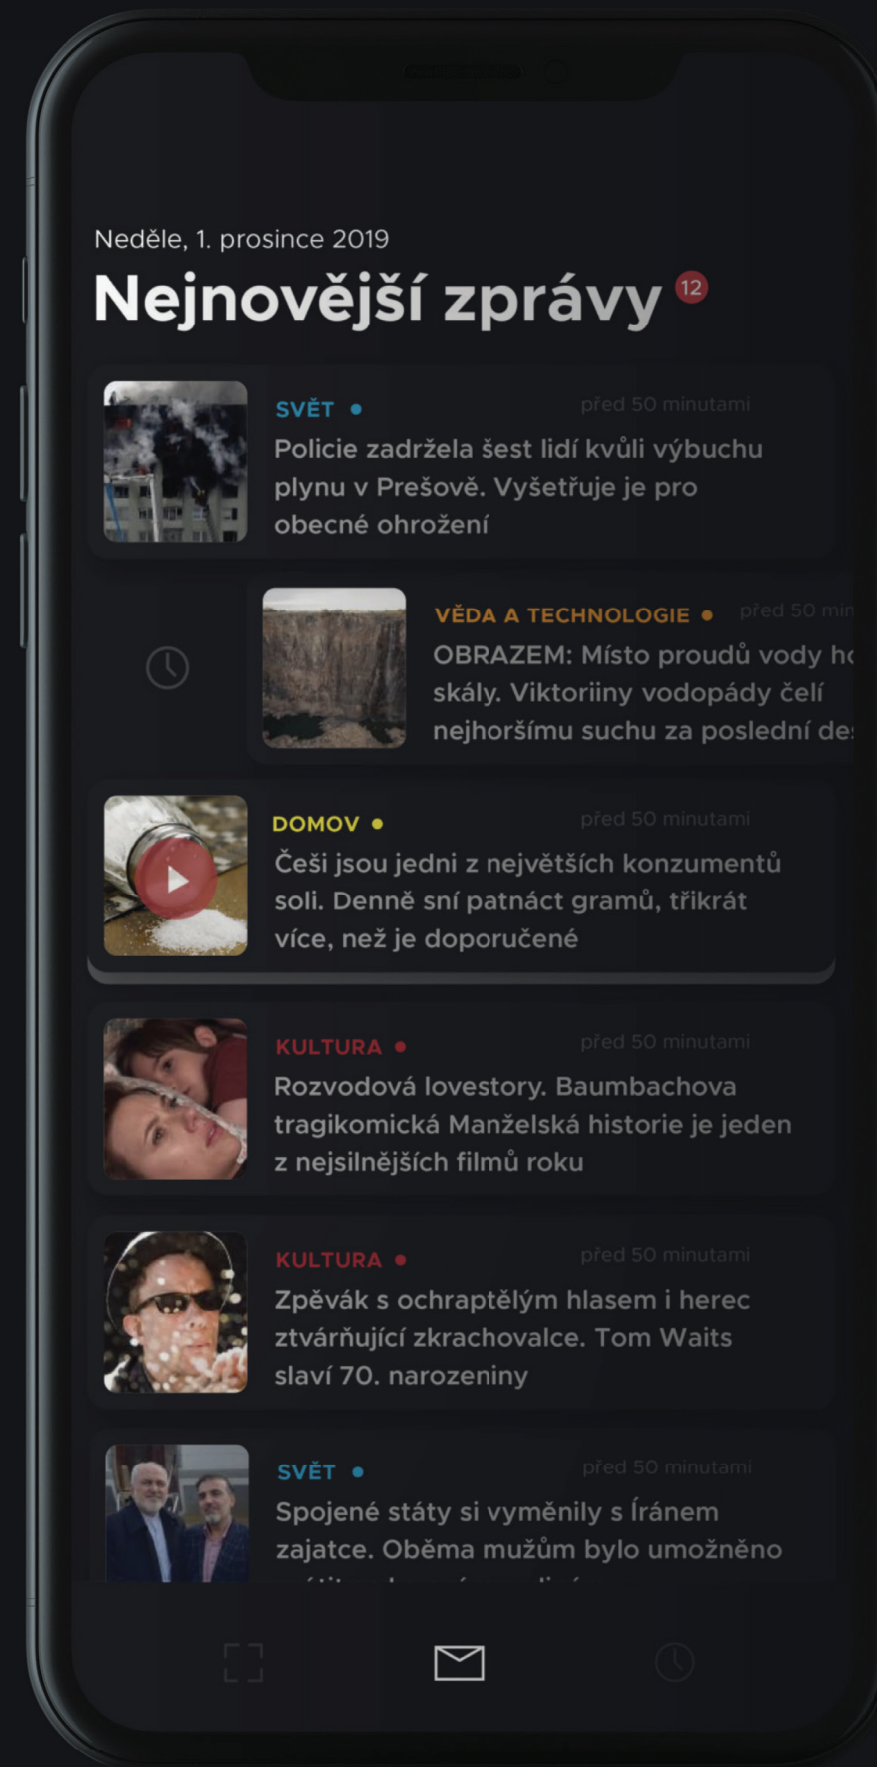 Neděle, 1. prosince 2019
Nejnovější zprávy 12
SVĚT • před 50 minutami
Policie zadržela šest lidí kvůli výbuchu
plynu v Prešově. Vyšetřuje je pro
obecné ohrožení
VĚDA A TECHNOLOGIE • před 50 min
OBRAZEM: Místo proudů vody ho
skály. Viktoriiny vodopády čelí
nejhoršímu suchu za poslední des
DOMOV • před 50 minutami
Češi jsou jedni z největších konzumentů
soli. Denně sní patnáct gramů, třikrát
více, než je doporučené
KULTURA • před 50 minutami
Rozvodová lovestory. Baumbachova
tragikomická Manželská historie je jeden
z nejsilnějších filmů roku
KULTURA • před 50 minutami
Zpěvák s ochraptělým hlasem i herec
ztvárňující zkrachovalce. Tom Waits
slaví 70. narozeniny
SVĚT • před 50 minutami
Spojené státy si vyměnily s Íránem
zajatce. Oběma mužům bylo umožněno